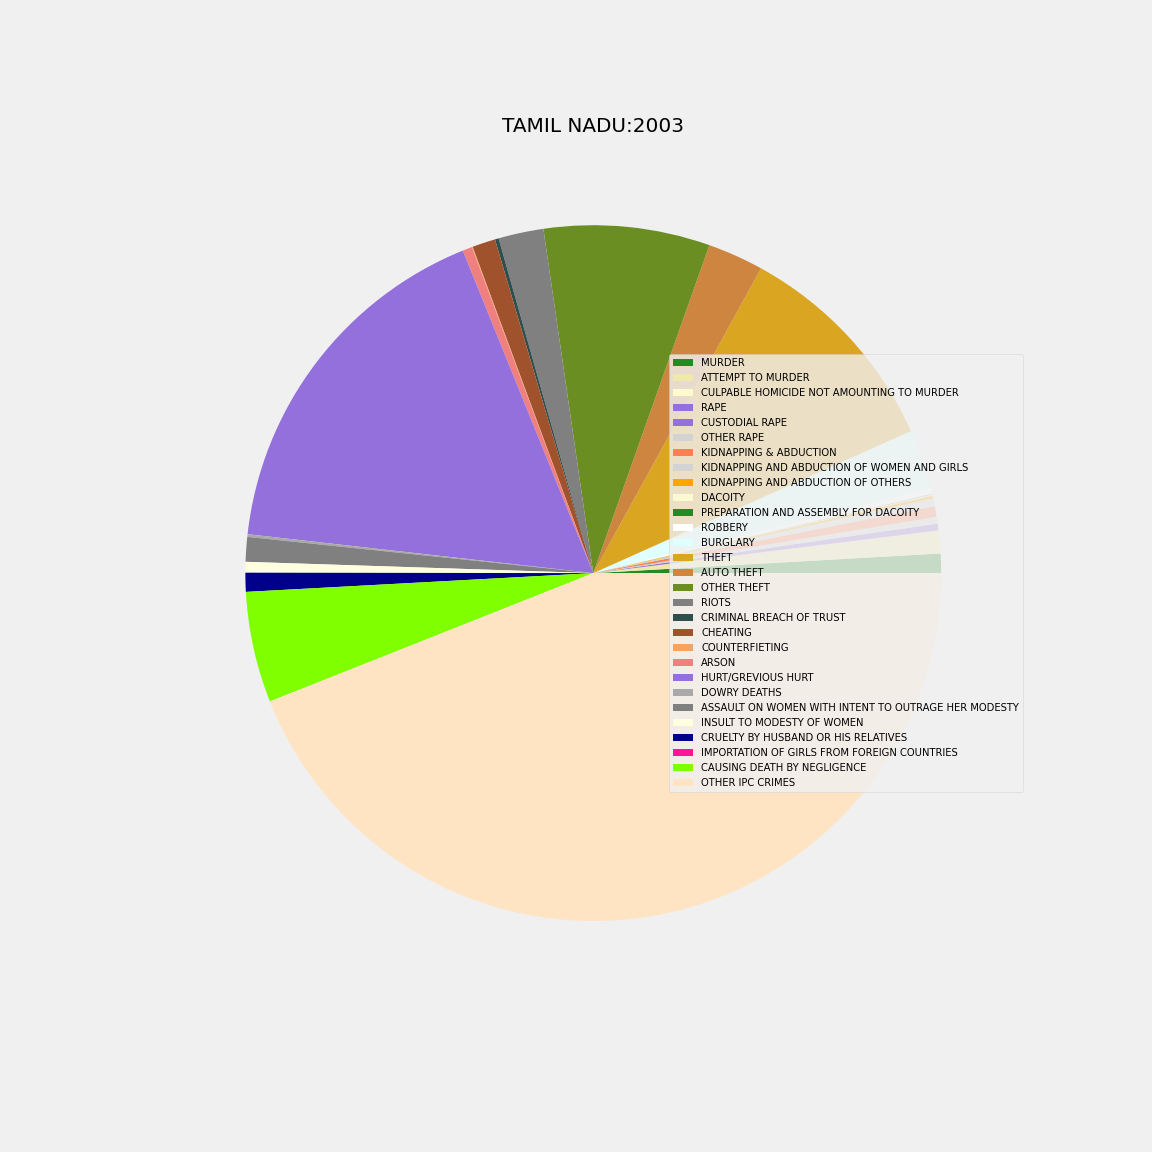 TAMIL NADU:2003
MURDER
ATTEMPT TO MURDER
CULPABLE HOMICIDE NOT AMOUNTING TO MURDER
RAPE
CUSTODIAL RAPE
OTHER RAPE
KIDNAPPING & ABDUCTION
KIDNAPPING AND ABDUCTION OF WOMEN AND GIRLS
KIDNAPPING AND ABDUCTION OF OTHERS
DACOITY
PREPARATION AND ASSEMBLY FOR DACOITY
ROBBERY
BURGLARY
THEFT
AUTO THEFT
OTHER THEFT
RIOTS
CRIMINAL BREACH OF TRUST
CHEATING
COUNTERFIETING
ARSON
HURT/GREVIOUS HURT
DOWRY DEATHS
ASSAULT ON WOMEN WITH INTENT TO OUTRAGE HER MODESTY
INSULT TO MODESTY OF WOMEN
CRUELTY BY HUSBAND OR HIS RELATIVES
IMPORTATION OF GIRLS FROM FOREIGN COUNTRIES
CAUSING DEATH BY NEGLIGENCE
OTHER IPC CRIMES